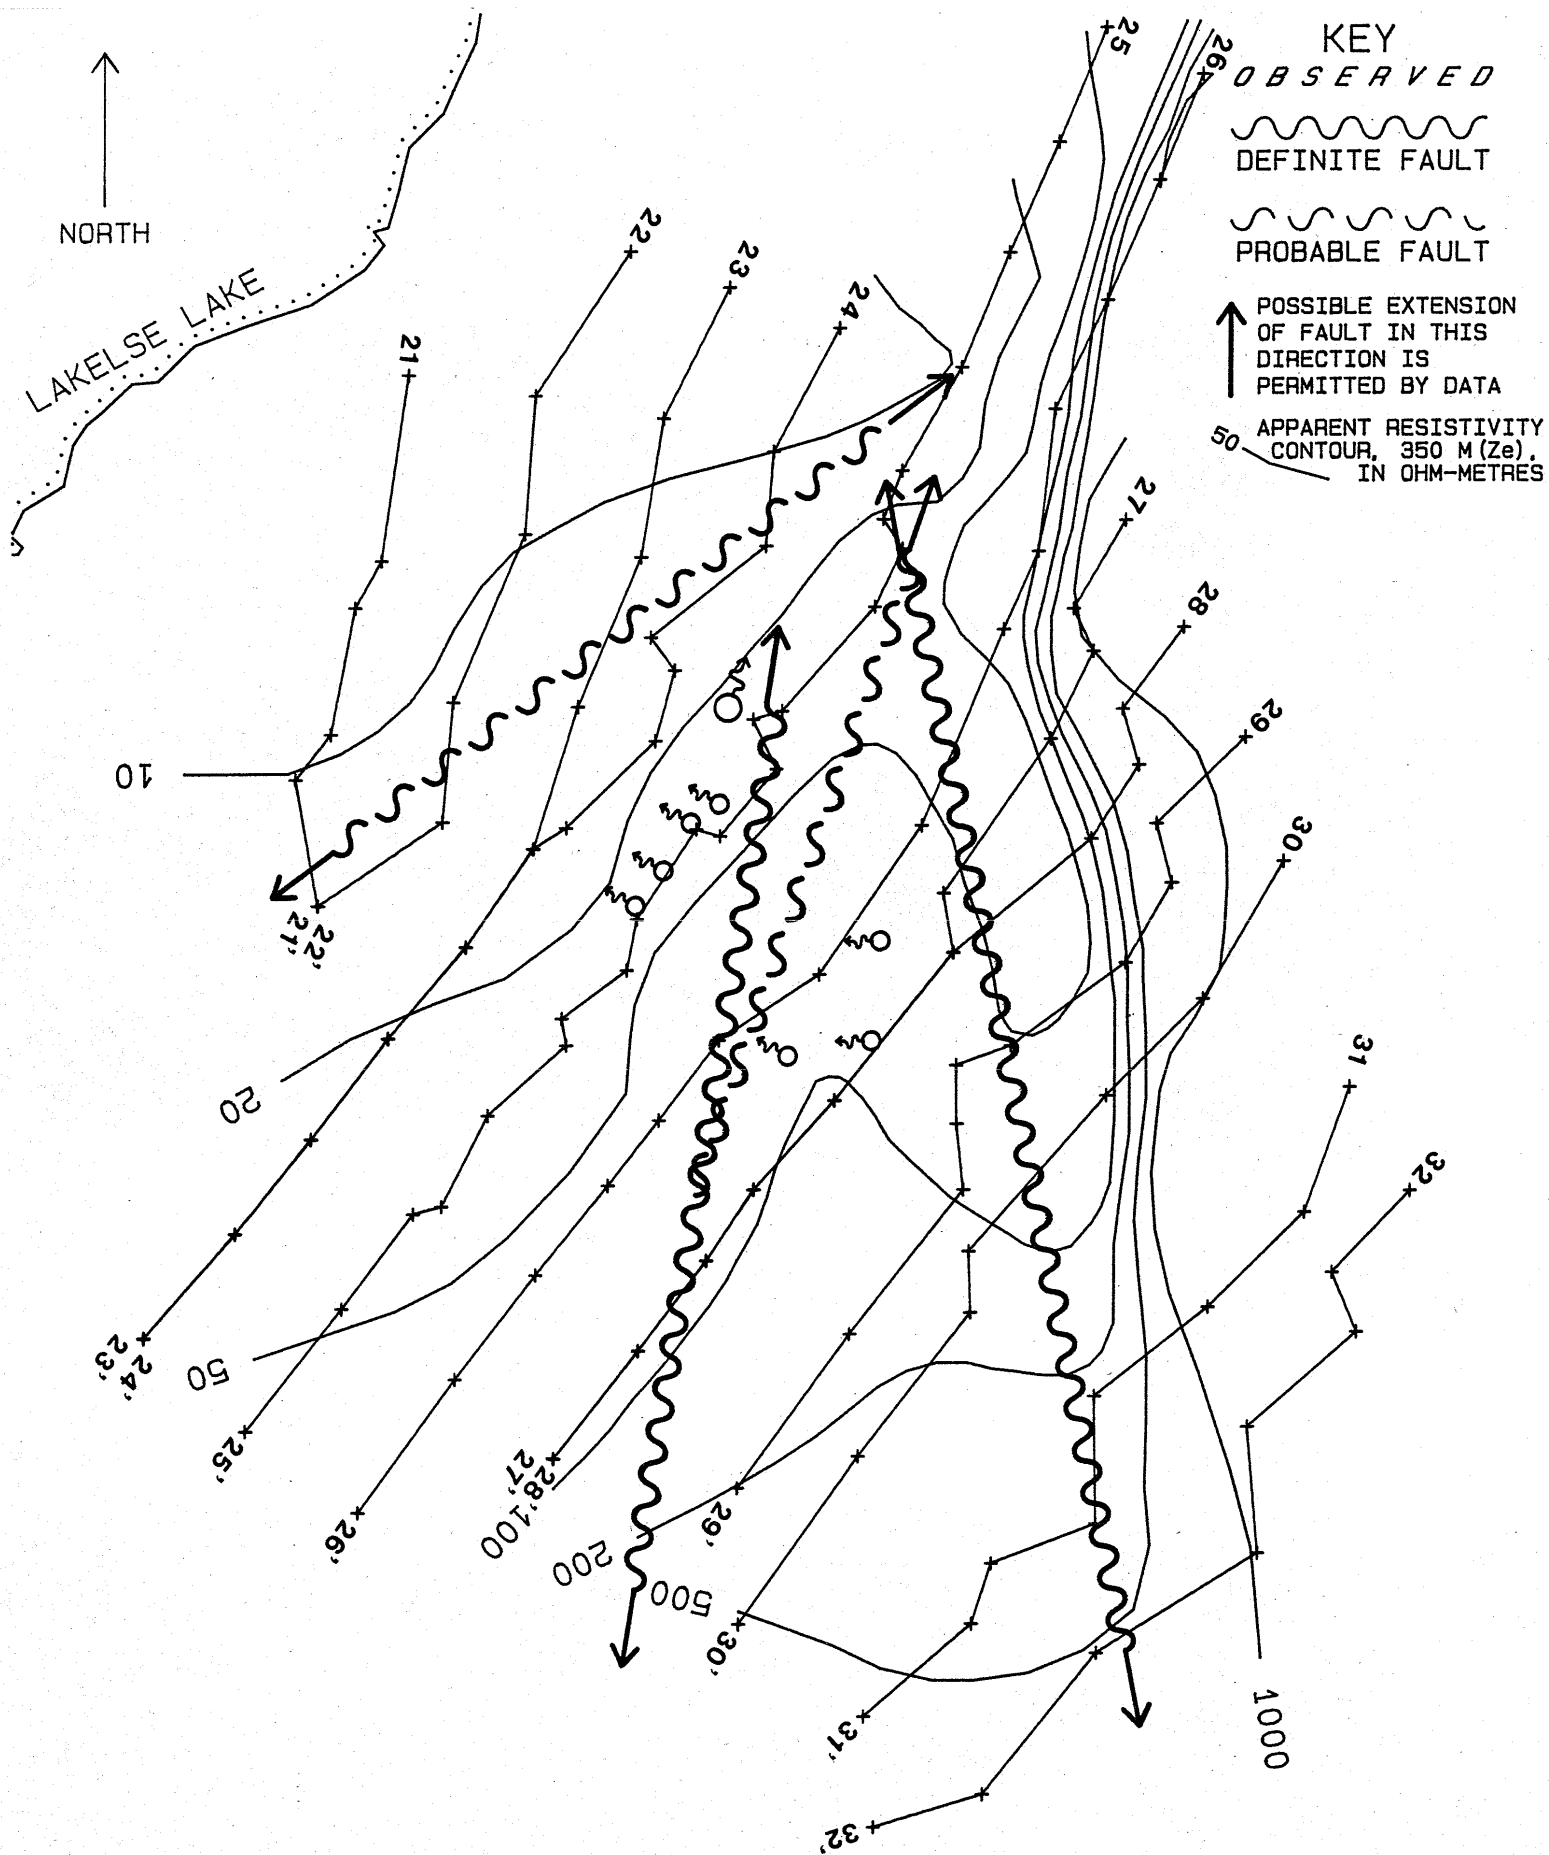 KEY
OBSERVED
DEFINITE FAULT
PROBABLE FAULT
POSSIBLE EXTENSION
OF FAULT IN THIS
DIRECTION IS
PERMITTED BY DATA
50 APPARENT RESISTIVITY
CONTOUR, 350 M (Ze),
IN OHM-METRES
NORTH
LAKELSE LAKE
21
22
23
24
25
26
27
28
29
30
31
32
10
20
50
100
200
500
1000
21'
22'
23'
24'
25'
26'
27'
28'
29'
30'
31'
32'